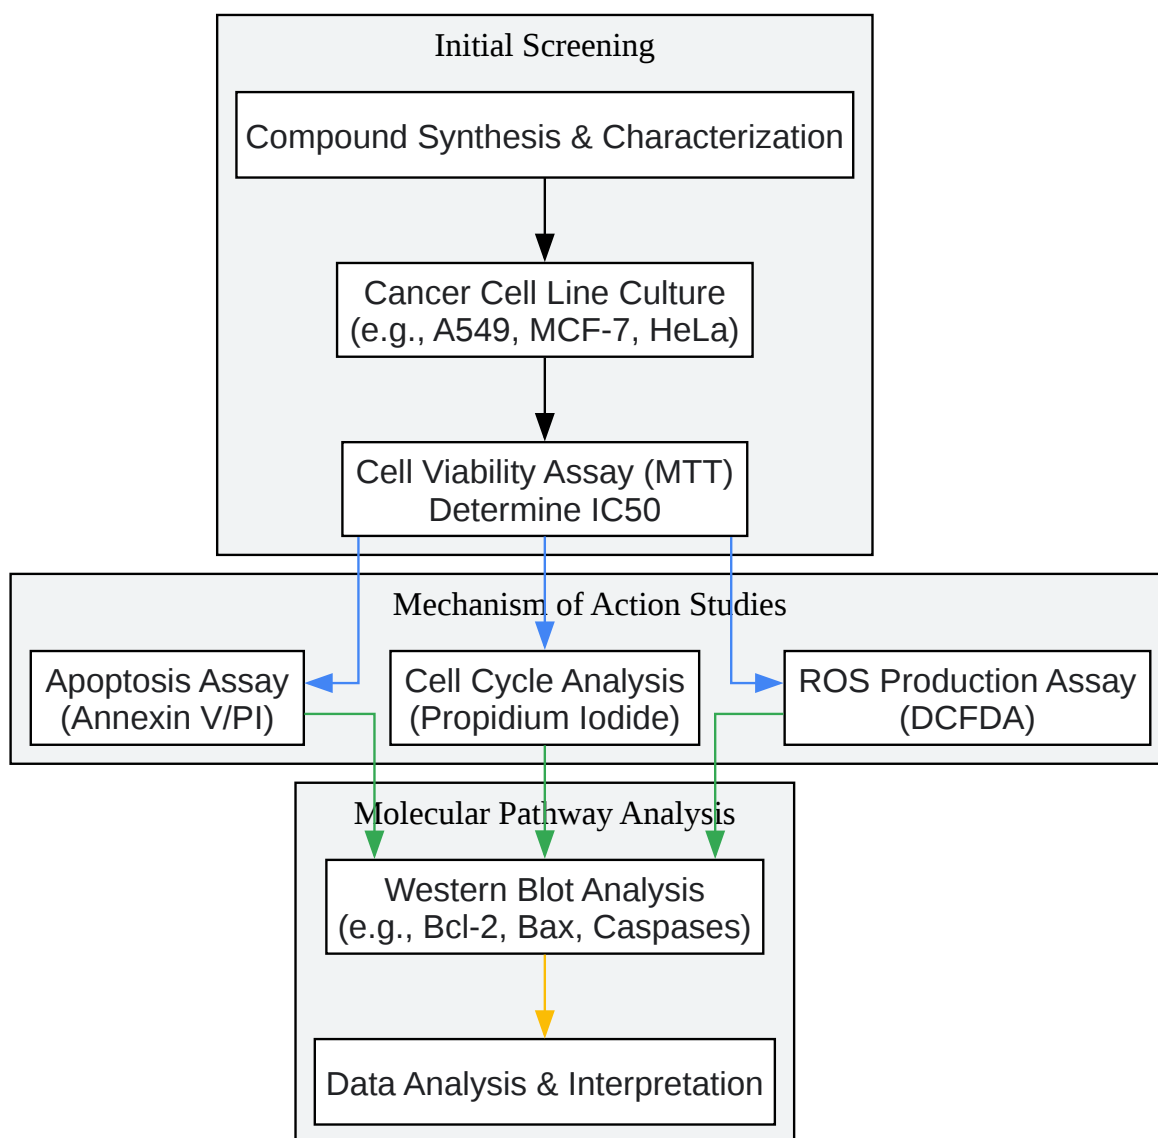 Initial Screening
Compound Synthesis & Characterization
Cancer Cell Line Culture
(e.g., A549, MCF-7, HeLa)
Cell Viability Assay (MTT)
Determine IC50
Mechanism of Action Studies
Apoptosis Assay
(Annexin V/PI)
Cell Cycle Analysis
(Propidium Iodide)
ROS Production Assay
(DCFDA)
Molecular Pathway Analysis
Western Blot Analysis
(e.g., Bcl-2, Bax, Caspases)
Data Analysis & Interpretation